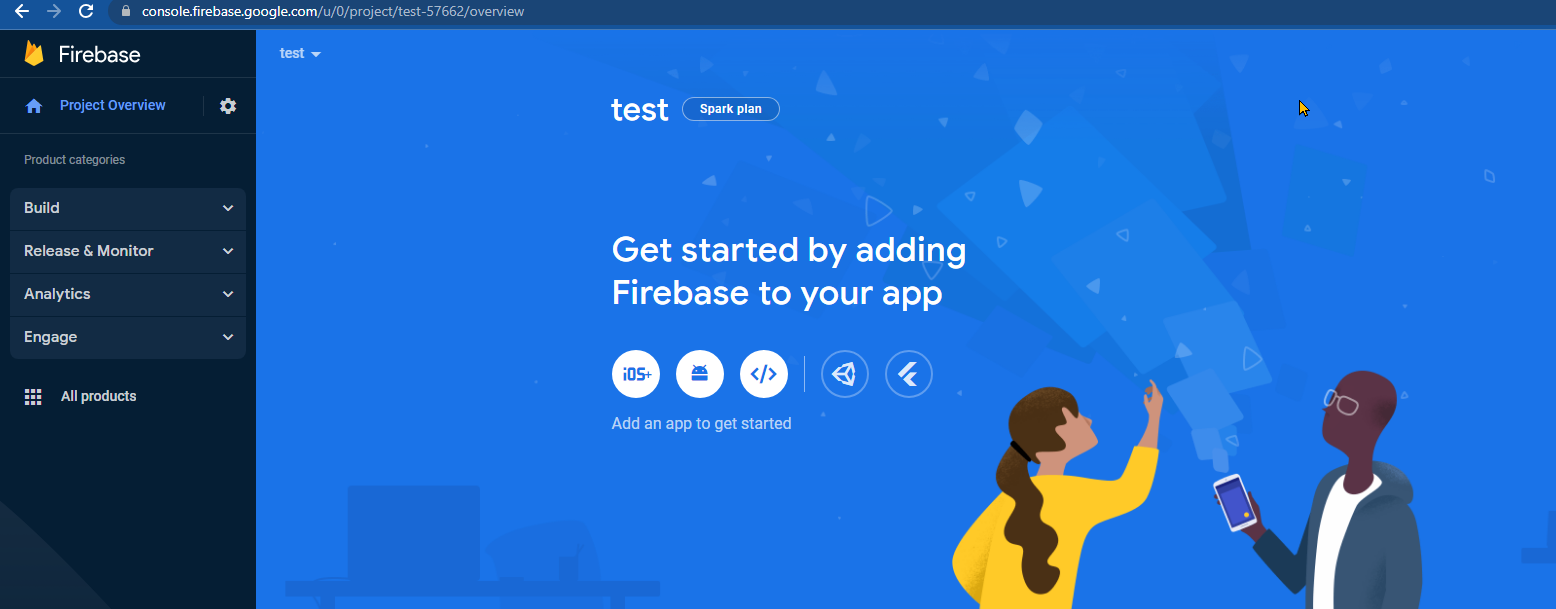 console.firebase.google.com/u/0/project/test-57662/overview
Firebase
Project Overview
Product categories
Build
Release & Monitor
Analytics
Engage
All products
test
test Spark plan
Get started by adding
Firebase to your app
iOS+
Add an app to get started